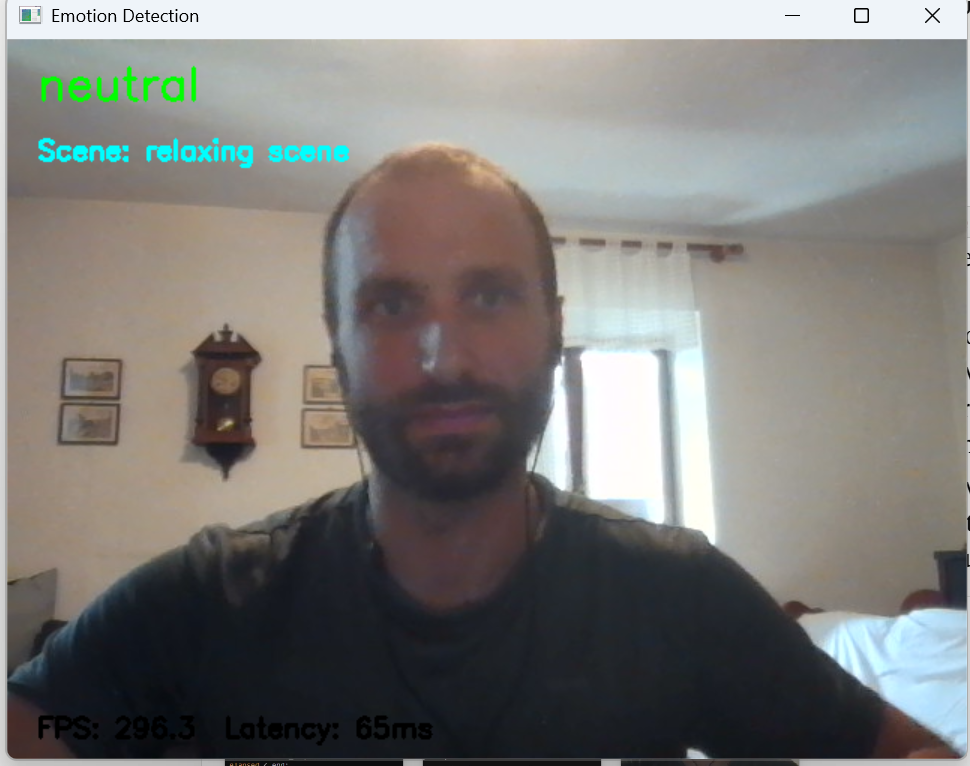 Emotion Detection
neutral
Scene: relaxing scene
FPS: 296.3 Latency: 65ms